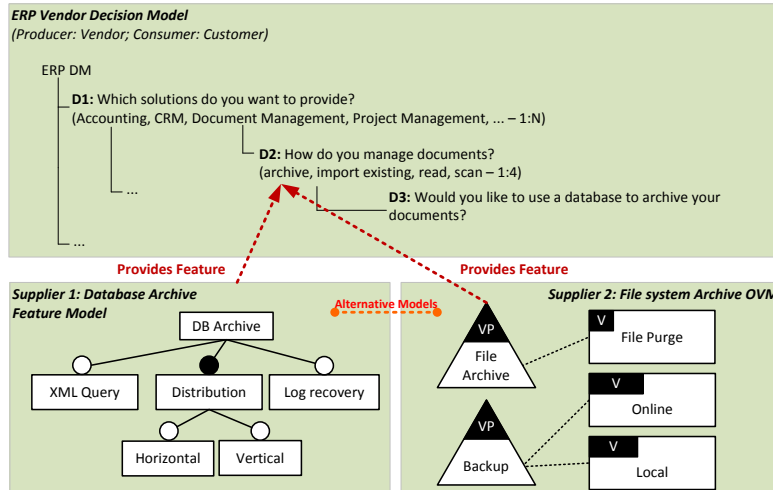 ERP Vendor Decision Model
(Producer: Vendor; Consumer: Customer)
ERP DM
D1: Which solutions do you want to provide?
(Accounting, CRM, Document Management, Project Management, ... – 1:N)
D2: How do you manage documents?
(archive, import existing, read, scan – 1:4)
...
D3: Would you like to use a database to archive your
documents?
...
Provides Feature
Provides Feature
Supplier 1: Database Archive
Feature Model
DB Archive
XML Query
Distribution
Log recovery
Horizontal
Vertical
Alternative Models
Supplier 2: File system Archive OVM
VP
File
Archive
V
File Purge
V
Online
VP
Backup
V
Local